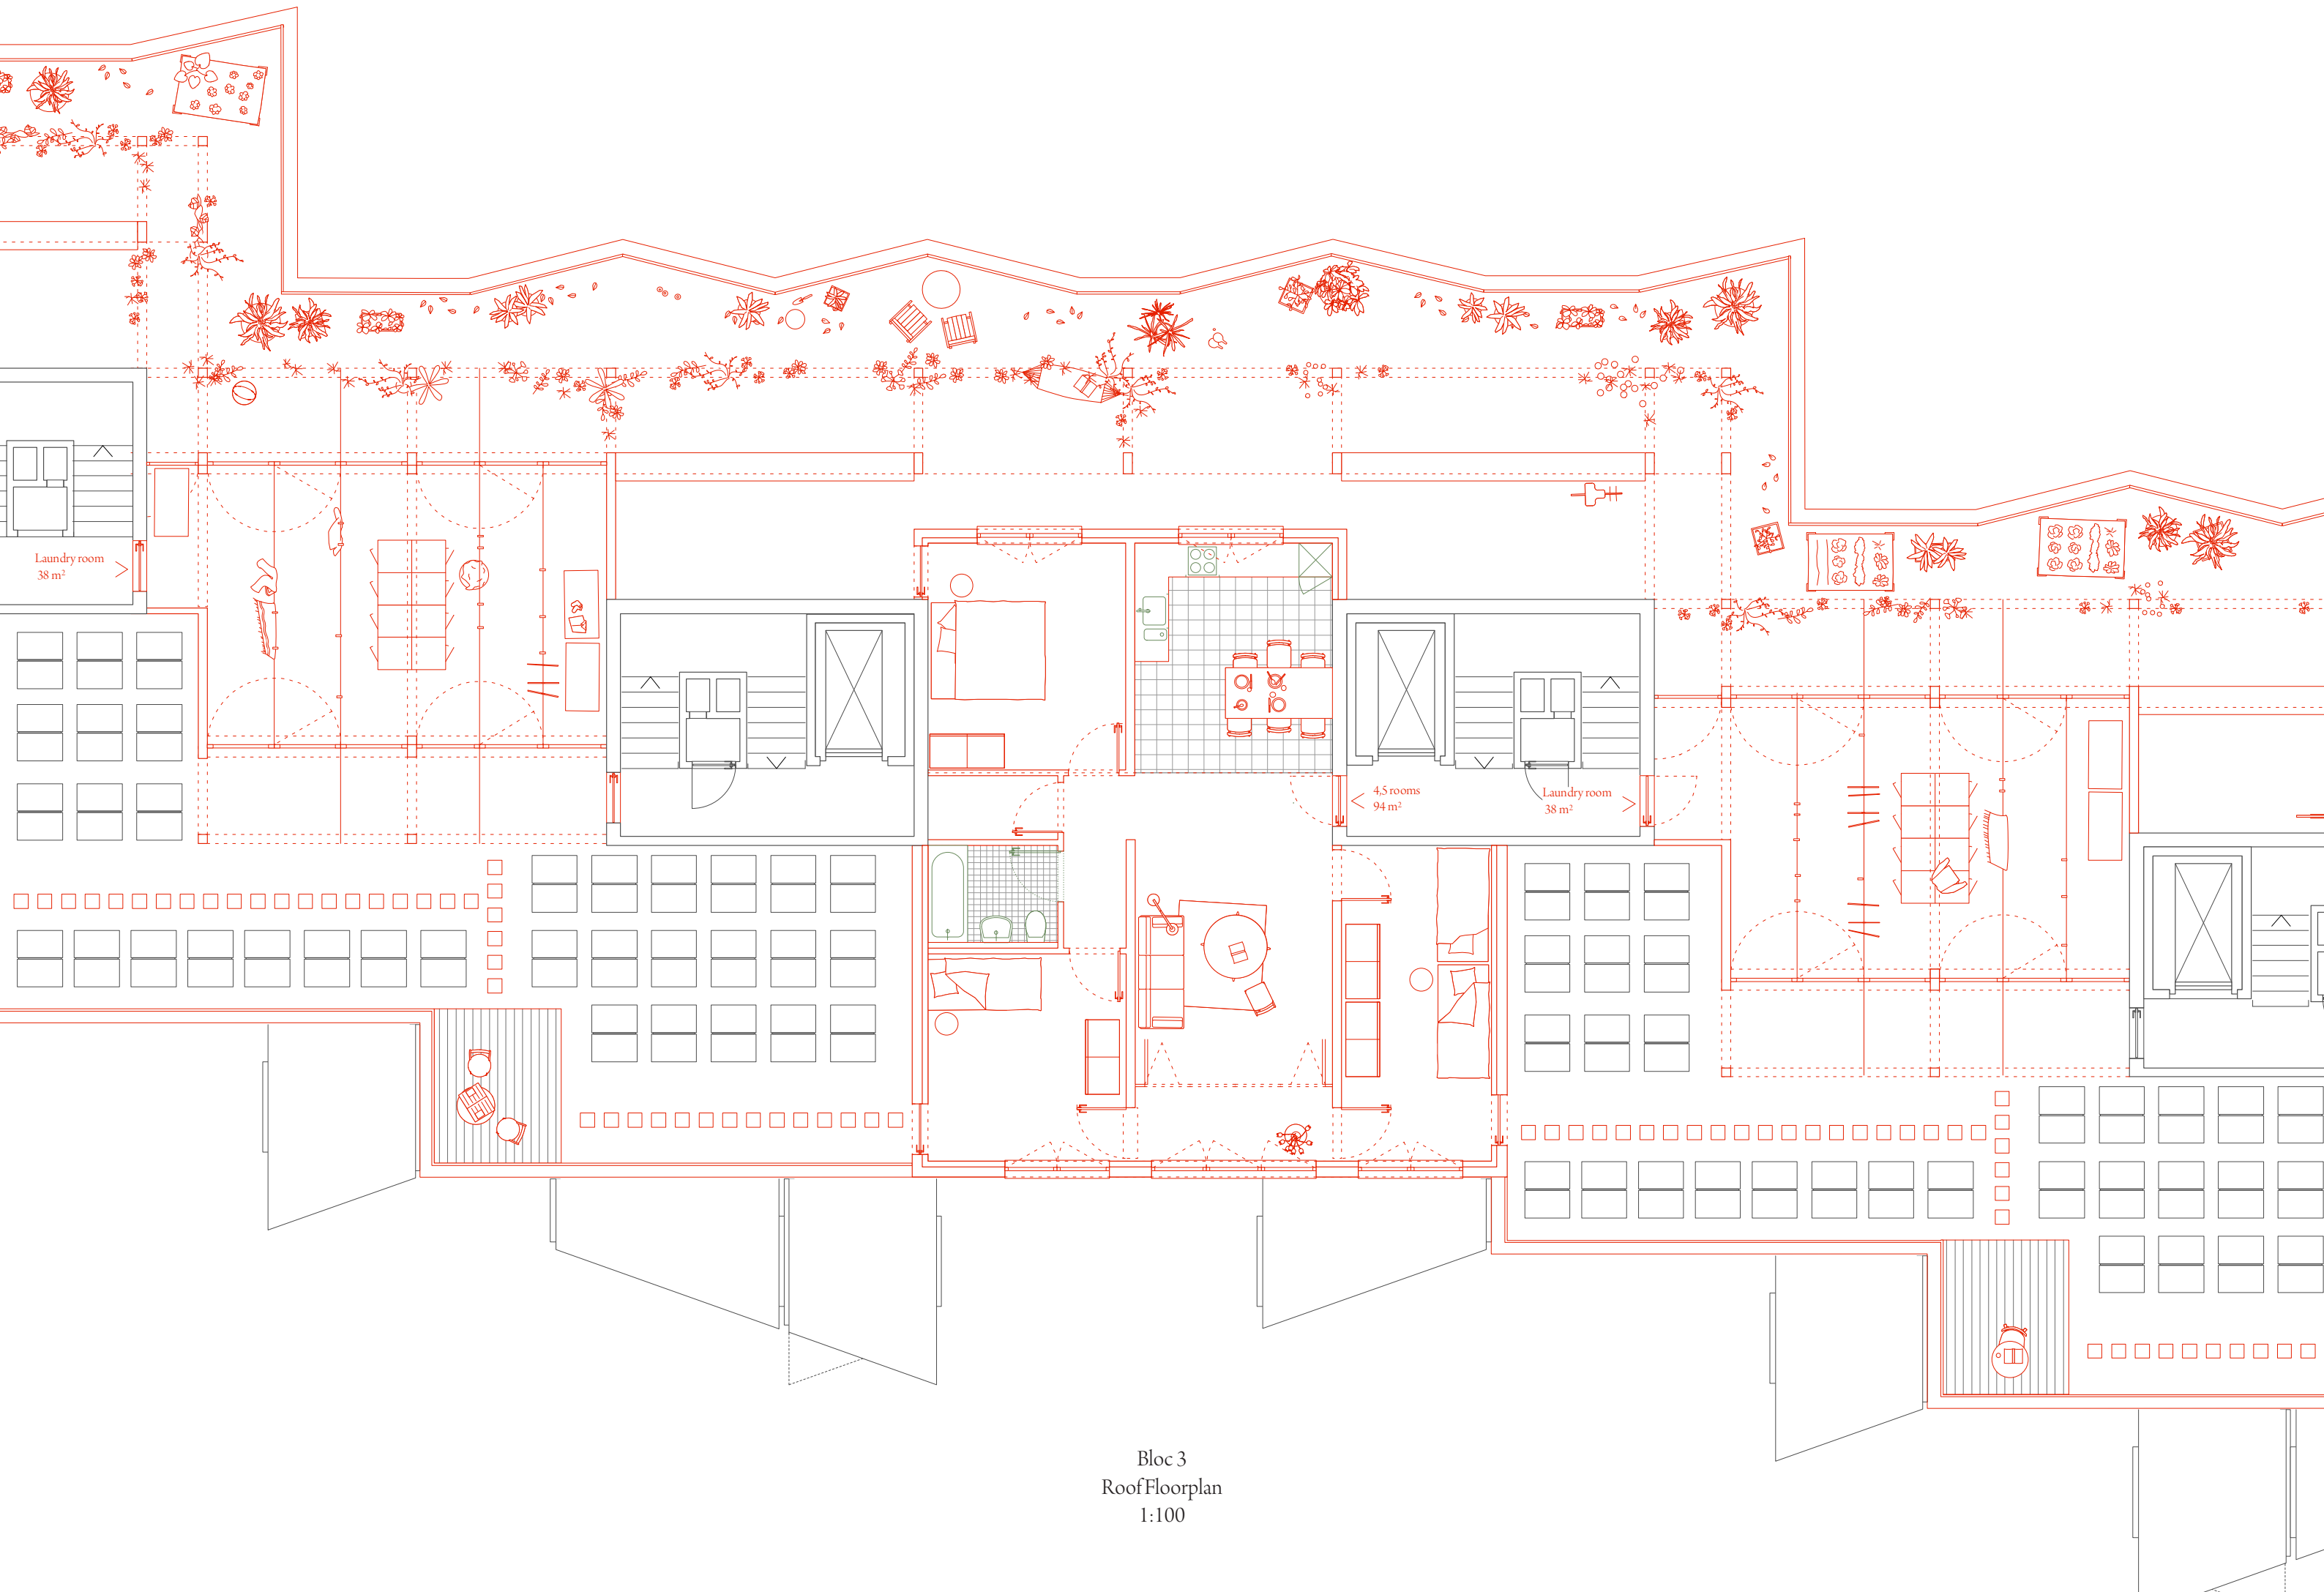 Laundry room
38 m²
4,5 rooms
94 m²
Laundry room
38 m²
Bloc 3
Roof Floorplan
1:100